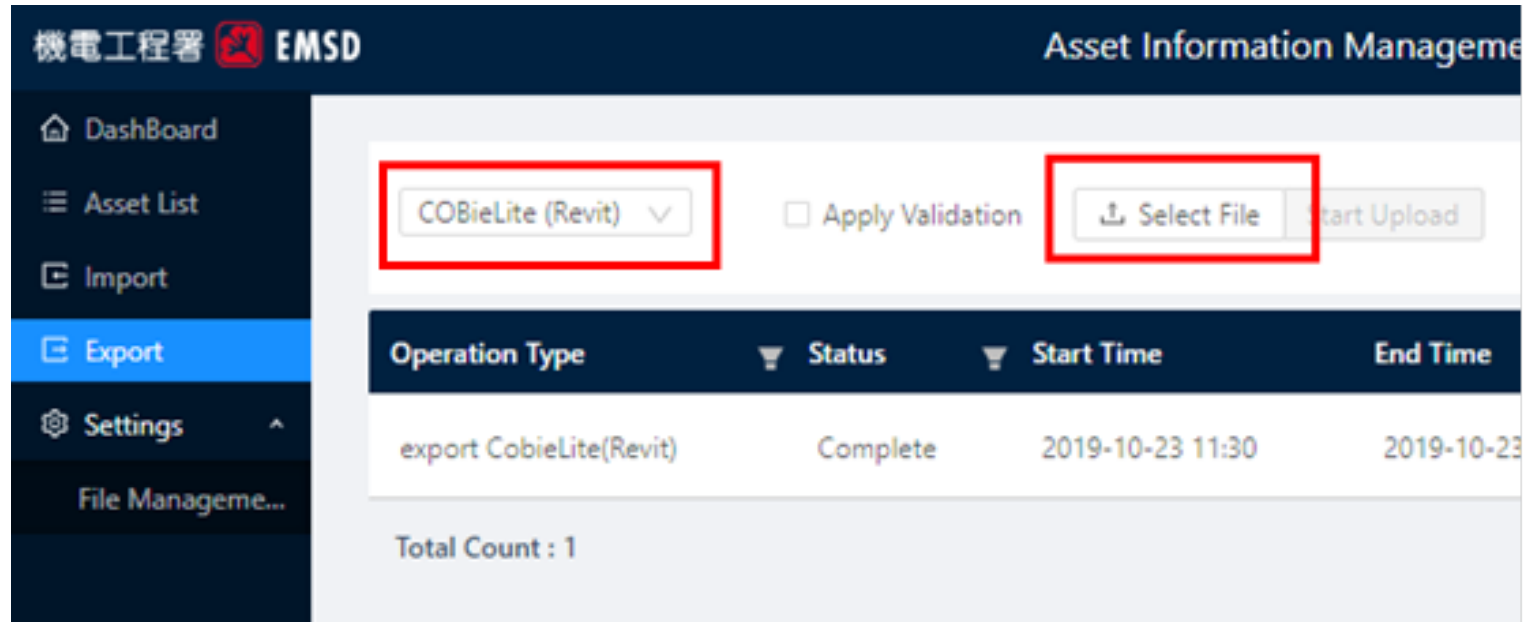 機電工程署 EMSD
Asset Information Manageme
DashBoard
Asset List
Import
Export
Settings
File Manageme...
COBieLite (Revit)
Apply Validation
Select File
Start Upload
Operation Type Status Start Time End Time
export CobieLite(Revit) Complete 2019-10-23 11:30 2019-10-23
Total Count : 1